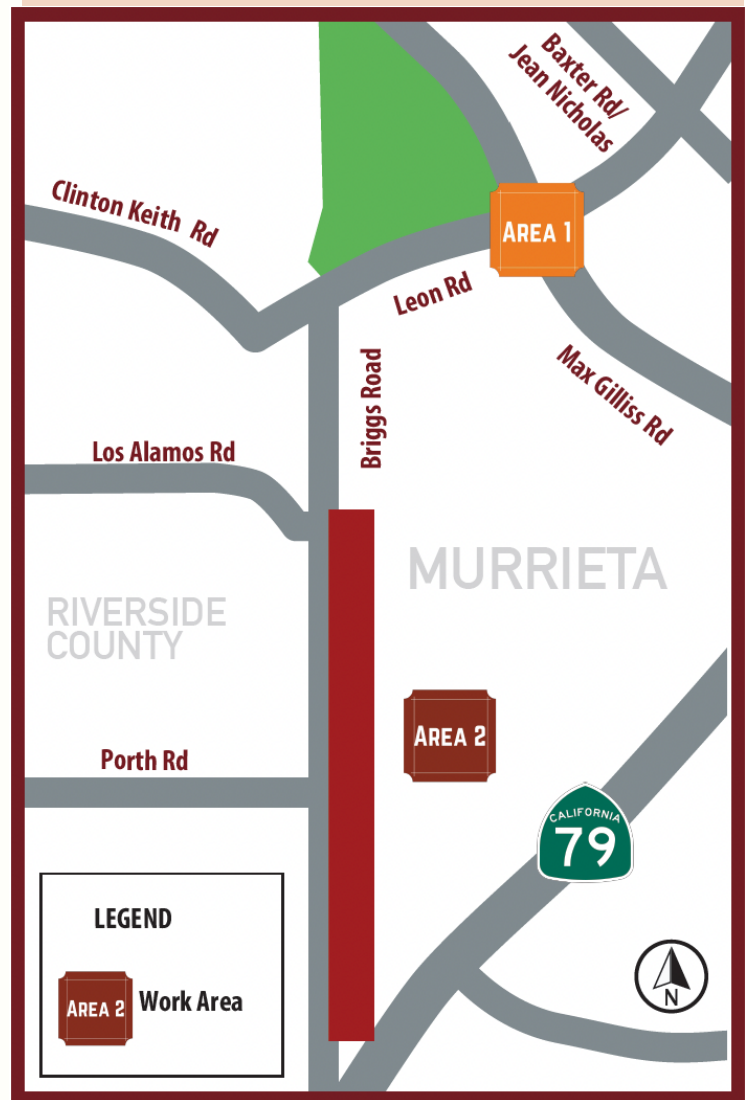 Baxter Rd/
Jean Nicholas
Clinton Keith Rd
AREA 1
Leon Rd
Max Gilliss Rd
Briggs Road
Los Alamos Rd
MURRIETA
RIVERSIDE
COUNTY
AREA 2
Porth Rd
CALIFORNIA
79
LEGEND
AREA 2 Work Area
N